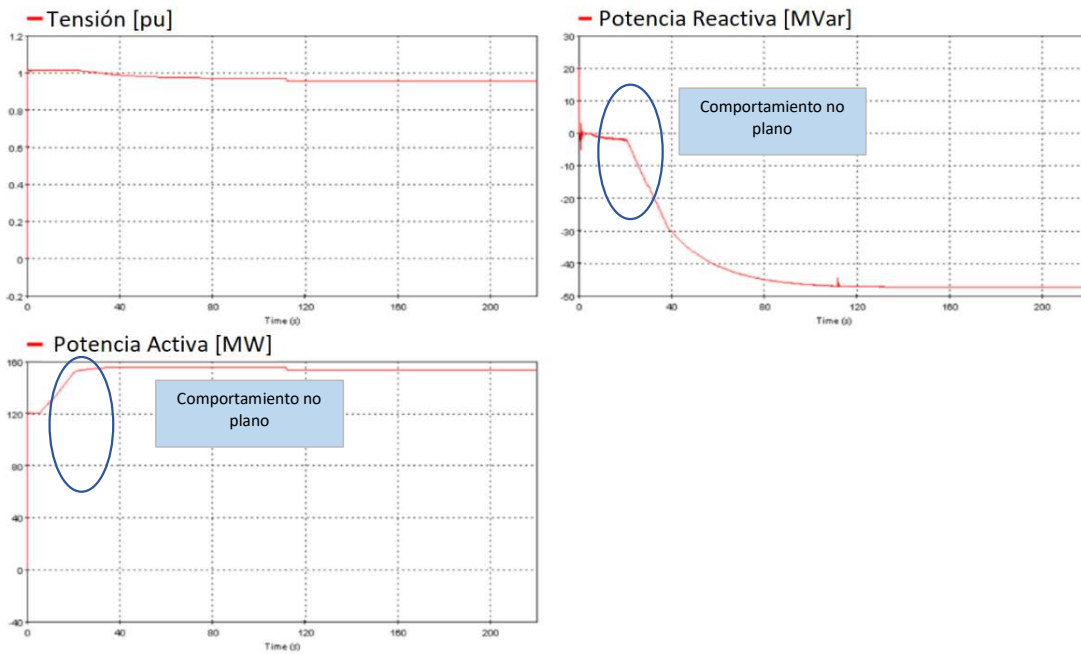 Tensión [pu]
1.2
1
0.8
0.6
0.4
0.2
0
-0.2
0 40 80 120 160 200
Time (s)
Potencia Reactiva [MVar]
30
20
10
0
-10
-20
-30
-40
-50
Comportamiento no
plano
0 40 80 120 160 200
Time (s)
Potencia Activa [MW]
160
120
80
40
0
-40
Comportamiento no
plano
0 40 80 120 160 200
Time (s)